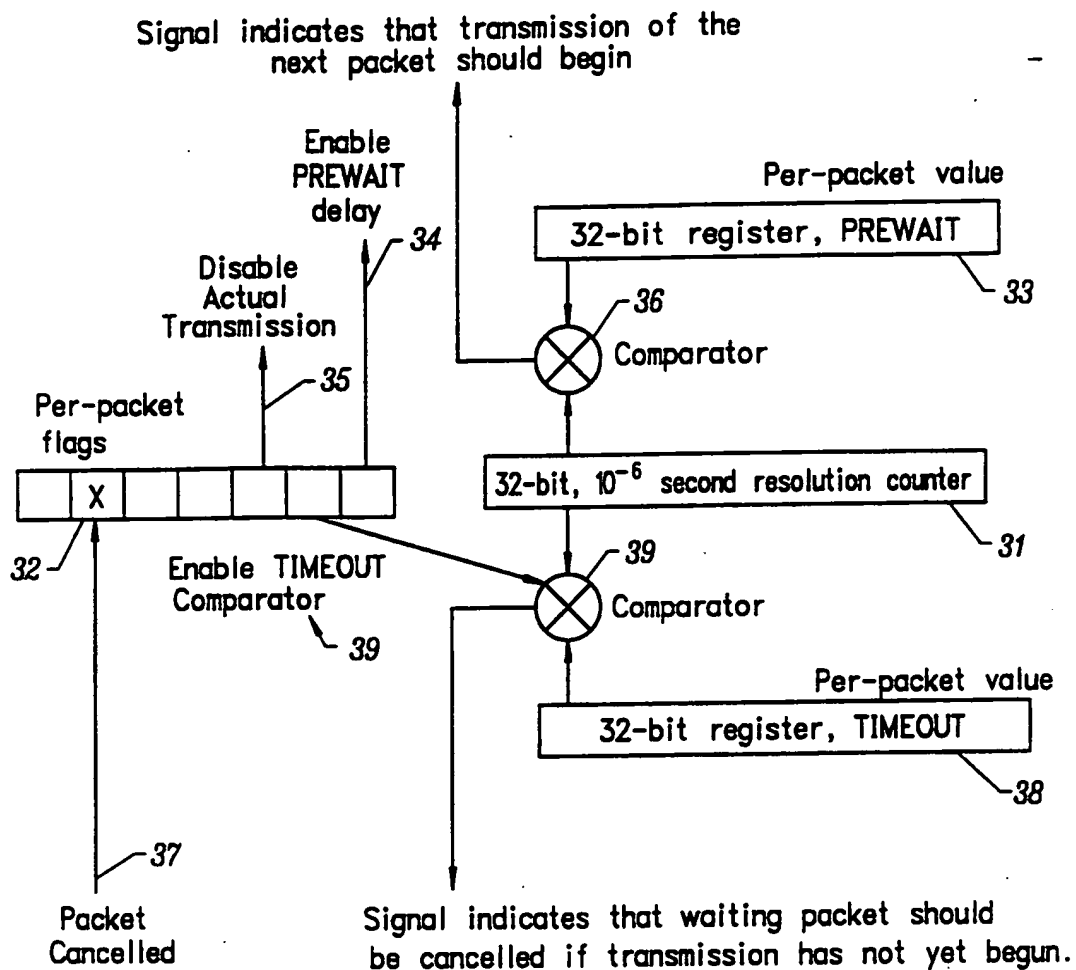 Signal indicates that transmission of the
next packet should begin
Enable
PREWAIT
delay
34
Per-packet value
32-bit register, PREWAIT
33
Disable
Actual
Transmission
35
36
Comparator
Per-packet
flags
X
32
32-bit, 10⁻⁶ second resolution counter
31
Enable TIMEOUT
Comparator
39
39
Comparator
Per-packet value
32-bit register, TIMEOUT
38
37
Packet
Cancelled
Signal indicates that waiting packet should
be cancelled if transmission has not yet begun.